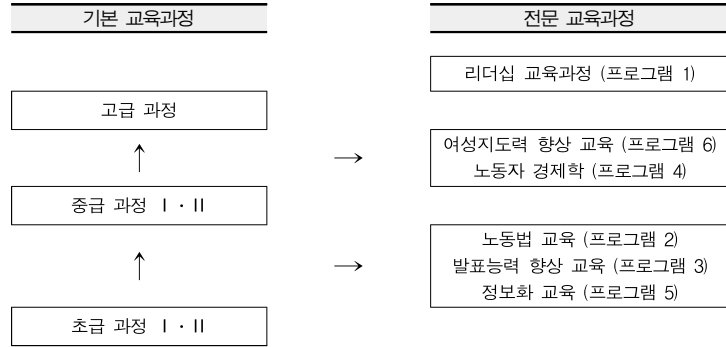 기본 교육과정
전문 교육과정
리더십 교육과정 (프로그램 1)
고급 과정
↑
→
여성지도력 향상 교육 (프로그램 6)
노동자 경제학 (프로그램 4)
중급 과정 Ⅰ·Ⅱ
↑
→
노동법 교육 (프로그램 2)
발표능력 향상 교육 (프로그램 3)
정보화 교육 (프로그램 5)
초급 과정 Ⅰ·Ⅱ